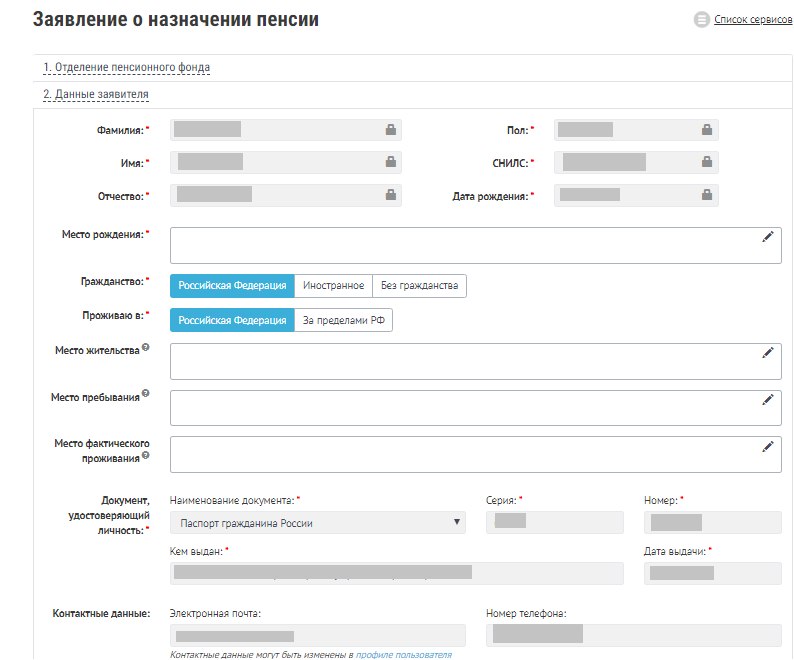 Заявление о назначении пенсии
Список сервисов
1. Отделение пенсионного фонда
2. Данные заявителя
Фамилия: *
Пол: *
Имя: *
СНИЛС: *
Отчество: *
Дата рождения: *
Место рождения: *
Гражданство: * Российская Федерация Иностранное Без гражданства
Проживаю в: * Российская Федерация За пределами РФ
Место жительства ?
Место пребывания ?
Место фактического
проживания ?
Документ,
удостоверяющий
личность: *
Наименование документа: *
Серия: *
Номер: *
Паспорт гражданина России
Кем выдан: *
Дата выдачи: *
Контактные данные:
Электронная почта:
Номер телефона:
Контактные данные могут быть изменены в профиле пользователя